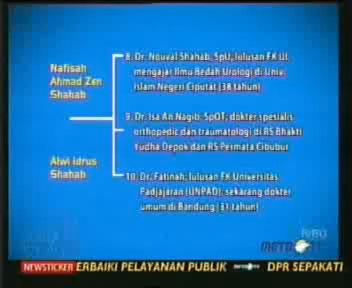 Nafisah
Ahmad Zen
Shahab
Alwi idrus
Shahab
8. Dr. Nouval Shahab, SpU; lulusan FK UI
mengajar Ilmu Bedah Urologi di Univ.
Islam Negeri Ciputat (38 tahun)
9. Dr. Isa An Nagib, SpOT; dokter spesialis
orthopedic dan traumatologi di RS Bhakti
Yudha Depok dan RS Permata Cibubur
10. Dr. Fatinah; lulusan FK Universitas
Padjajaran (UNPAD); sekarang dokter
umum di Bandung (31 tahun)
NEWSTICKER ERBAIKI PELAYANAN PUBLIK DPR SEPAKATI